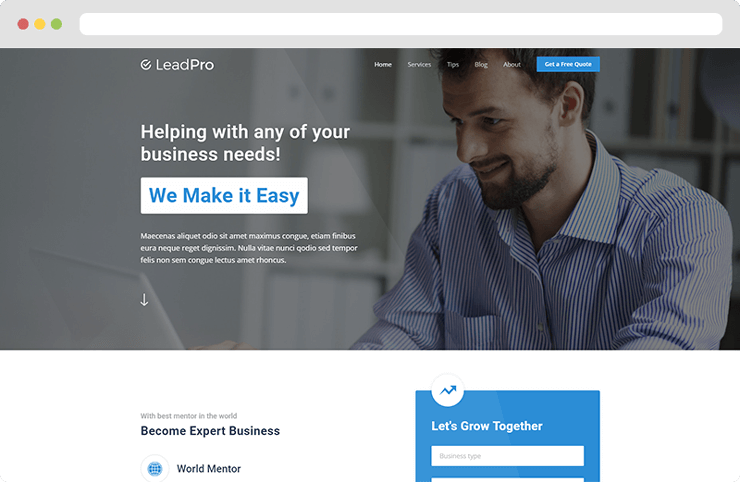 LeadPro
Home Services Tips Blog About Get a Free Quote
Helping with any of your
business needs!
We Make it Easy
Maecenas aliquet odio sit amet maximus congue, etiam finibus
eura neque reget dignissim. Nulla vitae nunci qodio sed tempor
felis non sem congue lectus amet rhoncus.
With best mentor in the world
Become Expert Business
World Mentor
Let's Grow Together
Business type